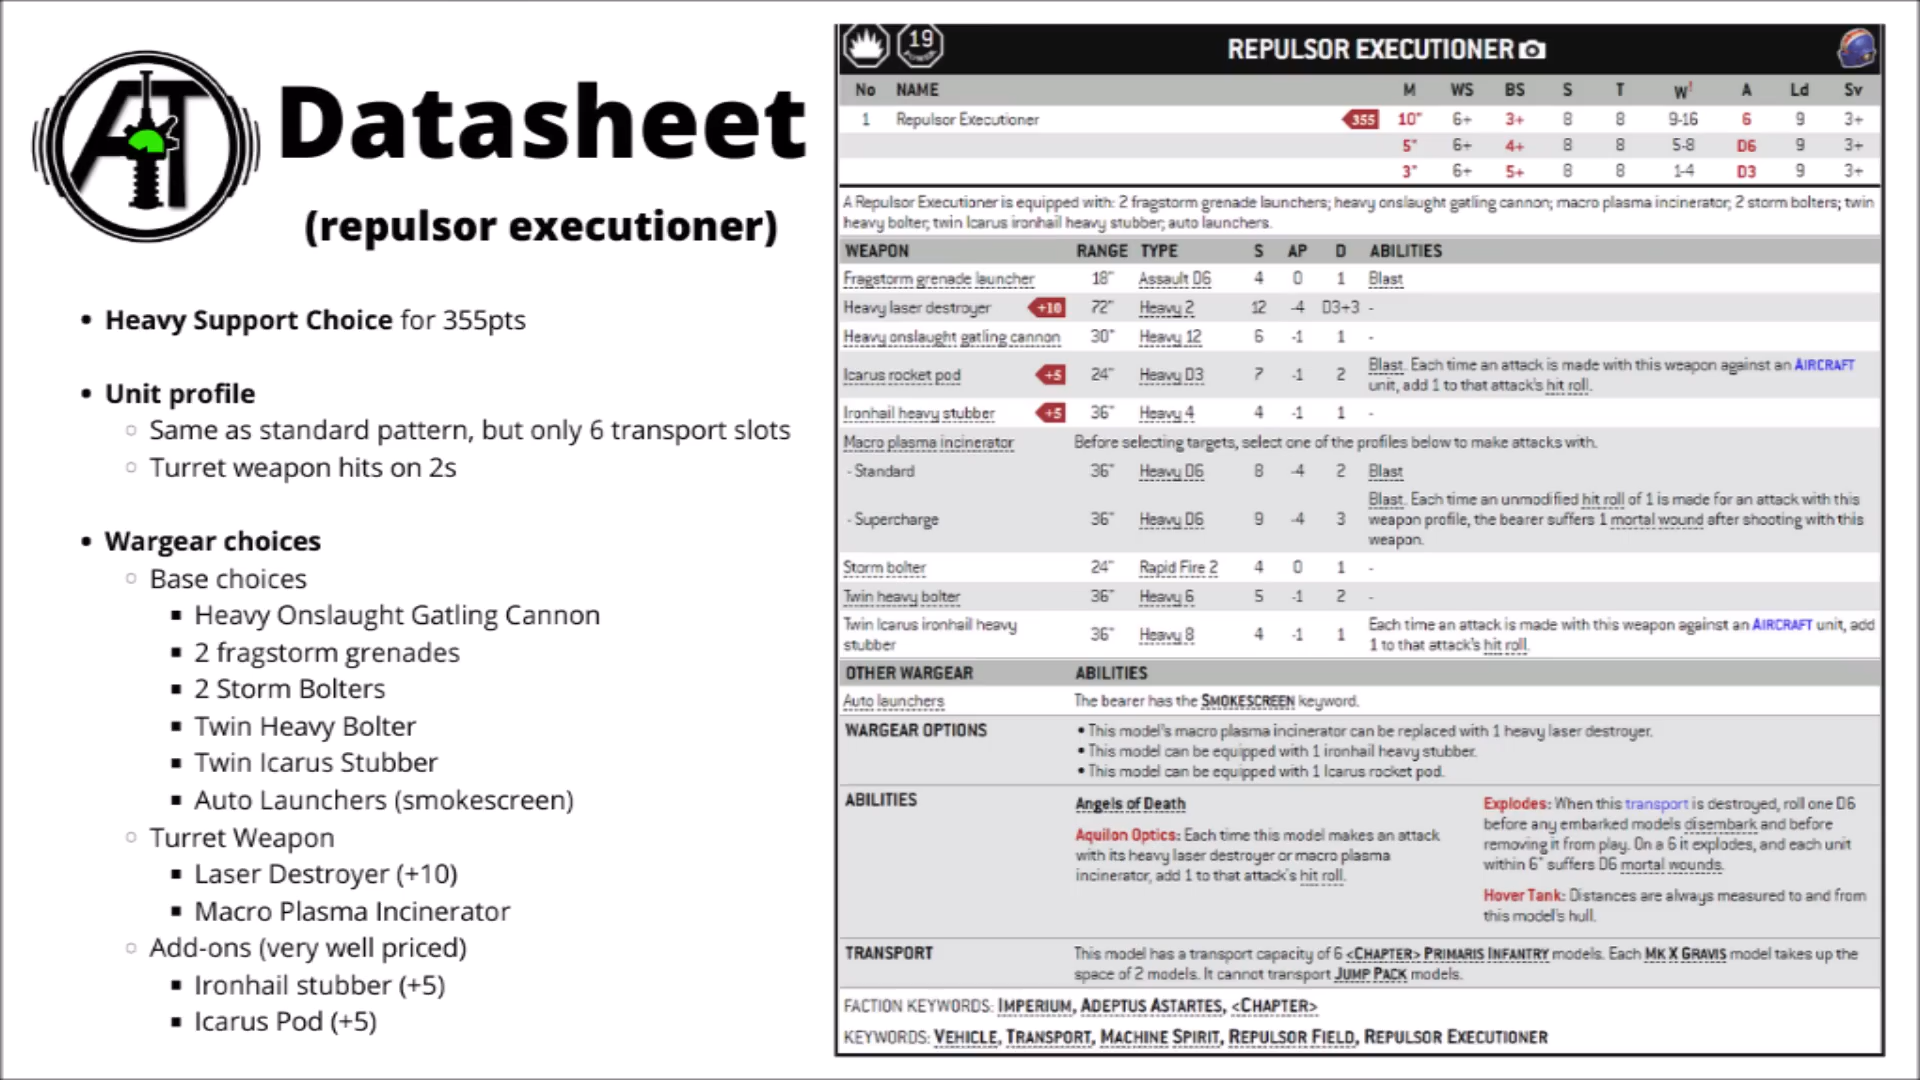 AT
Datasheet
(repulsor executioner)
• Heavy Support Choice for 355pts
• Unit profile
○ Same as standard pattern, but only 6 transport slots
○ Turret weapon hits on 2s
• Wargear choices
○ Base choices
▪ Heavy Onslaught Gatling Cannon
▪ 2 fragstorm grenades
▪ 2 Storm Bolters
▪ Twin Heavy Bolter
▪ Twin Icarus Stubber
▪ Auto Launchers (smokescreen)
○ Turret Weapon
▪ Laser Destroyer (+10)
▪ Macro Plasma Incinerator
○ Add-ons (very well priced)
▪ Ironhail stubber (+5)
▪ Icarus Pod (+5)
19
POWER
REPULSOR EXECUTIONER
No NAME M WS BS S T W† A Ld Sv
1 Repulsor Executioner 355 10" 6+ 3+ 8 8 9-16 6 9 3+
5" 6+ 4+ 8 8 5-8 D6 9 3+
3" 6+ 5+ 8 8 1-4 D3 9 3+
A Repulsor Executioner is equipped with: 2 fragstorm grenade launchers; heavy onslaught gatling cannon; macro plasma incinerator; 2 storm bolters; twin
heavy bolter; twin Icarus ironhail heavy stubber; auto launchers.
WEAPON RANGE TYPE S AP D ABILITIES
Fragstorm grenade launcher 18" Assault D6 4 0 1 Blast
Heavy laser destroyer +10 72" Heavy 2 12 -4 D3+3 -
Heavy onslaught gatling cannon 30" Heavy 12 6 -1 1 -
Icarus rocket pod +5 24" Heavy D3 7 -1 2 Blast. Each time an attack is made with this weapon against an AIRCRAFT
unit, add 1 to that attack's hit roll.
Ironhail heavy stubber +5 36" Heavy 4 4 -1 1 -
Macro plasma incinerator Before selecting targets, select one of the profiles below to make attacks with.
- Standard 36" Heavy D6 8 -4 2 Blast
- Supercharge 36" Heavy D6 9 -4 3 Blast. Each time an unmodified hit roll of 1 is made for an attack with this
weapon profile, the bearer suffers 1 mortal wound after shooting with this
weapon.
Storm bolter 24" Rapid Fire 2 4 0 1 -
Twin heavy bolter 36" Heavy 6 5 -1 2 -
Twin Icarus ironhail heavy
stubber 36" Heavy 8 4 -1 1 Each time an attack is made with this weapon against an AIRCRAFT unit, add
1 to that attack's hit roll.
OTHER WARGEAR ABILITIES
Auto launchers The bearer has the SMOKESCREEN keyword.
WARGEAR OPTIONS • This model's macro plasma incinerator can be replaced with 1 heavy laser destroyer.
• This model can be equipped with 1 ironhail heavy stubber.
• This model can be equipped with 1 Icarus rocket pod.
ABILITIES Angels of Death
Aquilon Optics: Each time this model makes an attack
with its heavy laser destroyer or macro plasma
incinerator, add 1 to that attack's hit roll.
Explodes: When this transport is destroyed, roll one D6
before any embarked models disembark and before
removing it from play. On a 6 it explodes, and each unit
within 6" suffers D6 mortal wounds.
Hover Tank: Distances are always measured to and from
this model's hull.
TRANSPORT This model has a transport capacity of 6 <CHAPTER> PRIMARIS INFANTRY models. Each MK X GRAVIS model takes up the
space of 2 models. It cannot transport JUMP PACK models.
FACTION KEYWORDS: IMPERIUM, ADEPTUS ASTARTES, <CHAPTER>
KEYWORDS: VEHICLE, TRANSPORT, MACHINE SPIRIT, REPULSOR FIELD, REPULSOR EXECUTIONER